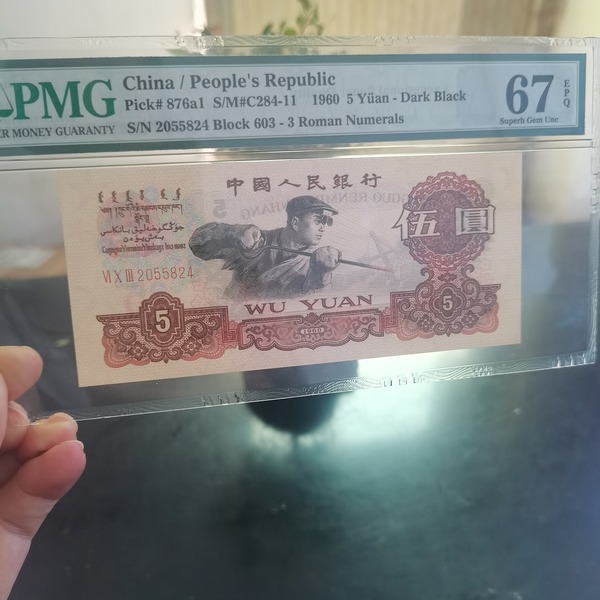 PMG
ER MONEY GUARANTY
China / People's Republic
Pick# 876a1 S/M#C284-11 1960 5 Yüan - Dark Black
S/N 2055824 Block 603 - 3 Roman Numerals
67
EPQ
Superb Gem Unc
中國人民銀行
伍圓
VI X III 2055824
5
WU YUAN
1960
5